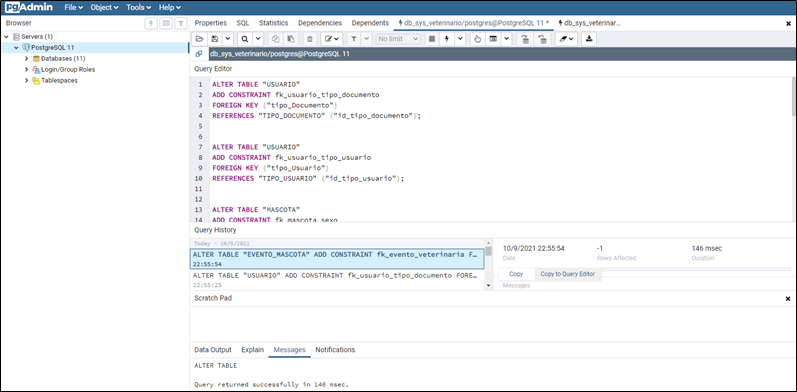 pgAdmin File Object Tools Help
Browser
Properties SQL Statistics Dependencies Dependents db_sys_veterinario/postgres@PostgreSQL 11 * db_sys_veterinar...
Servers (1)
PostgreSQL 11
Databases (11)
Login/Group Roles
Tablespaces
No limit
db_sys_veterinario/postgres@PostgreSQL 11
Query Editor
1 ALTER TABLE "USUARIO"
2 ADD CONSTRAINT fk_usuario_tipo_documento
3 FOREIGN KEY ("tipo_Documento")
4 REFERENCES "TIPO_DOCUMENTO" ("id_tipo_documento");
5
6
7 ALTER TABLE "USUARIO"
8 ADD CONSTRAINT fk_usuario_tipo_usuario
9 FOREIGN KEY ("tipo_Usuario")
10 REFERENCES "TIPO_USUARIO" ("id_tipo_usuario");
11
12
13 ALTER TABLE "MASCOTA"
14 ADD CONSTRAINT fk_mascota_sexo
Query History
Today - 10/9/2021
ALTER TABLE "EVENTO_MASCOTA" ADD CONSTRAINT fk_evento_veterinaria F...
22:55:54
ALTER TABLE "USUARIO" ADD CONSTRAINT fk_usuario_tipo_documento FORE...
22:55:25
10/9/2021 22:55:54 -1 146 msec
Date Rows Affected Duration
Copy Copy to Query Editor
Messages
Scratch Pad
Data Output Explain Messages Notifications
ALTER TABLE
Query returned successfully in 146 msec.